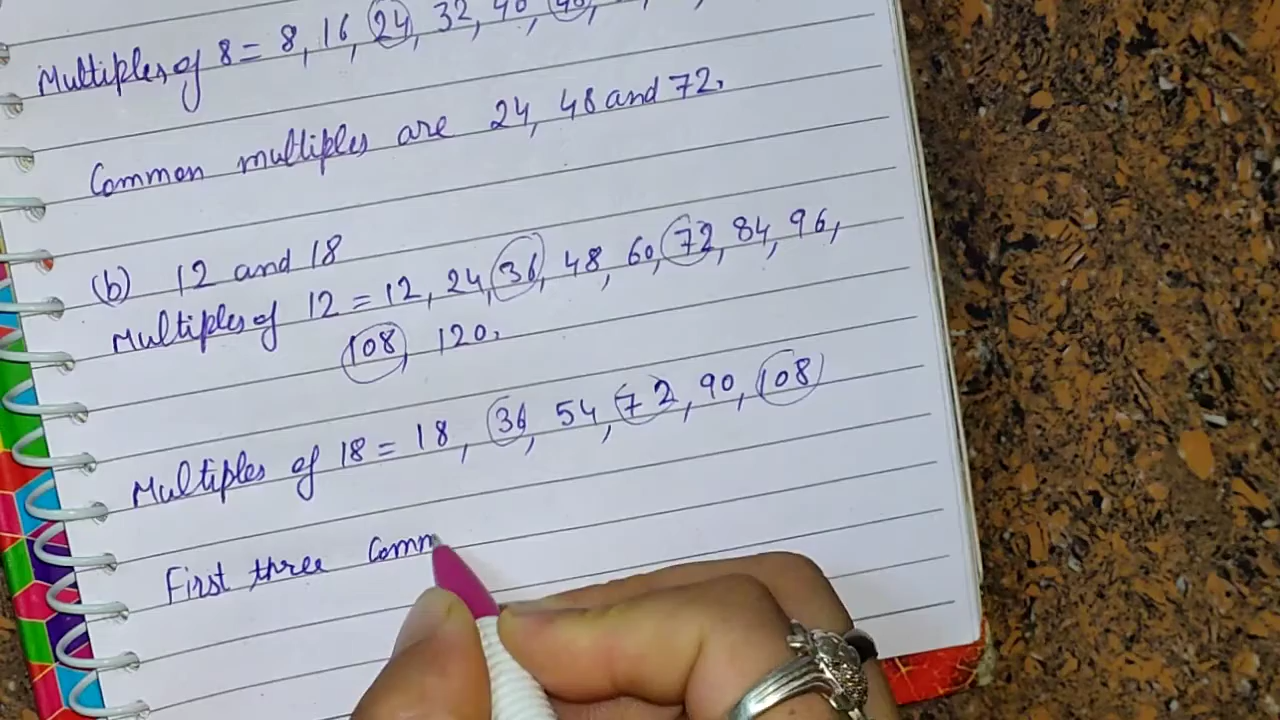 Multiples of 8 = 8, 16, 24, 32, 40, 48,
Common multiples are 24, 48 and 72.
(b) 12 and 18
Multiples of 12 = 12, 24, 36, 48, 60, 72, 84, 96,
108, 120.
Multiples of 18 = 18, 36, 54, 72, 90, 108
First three Comm